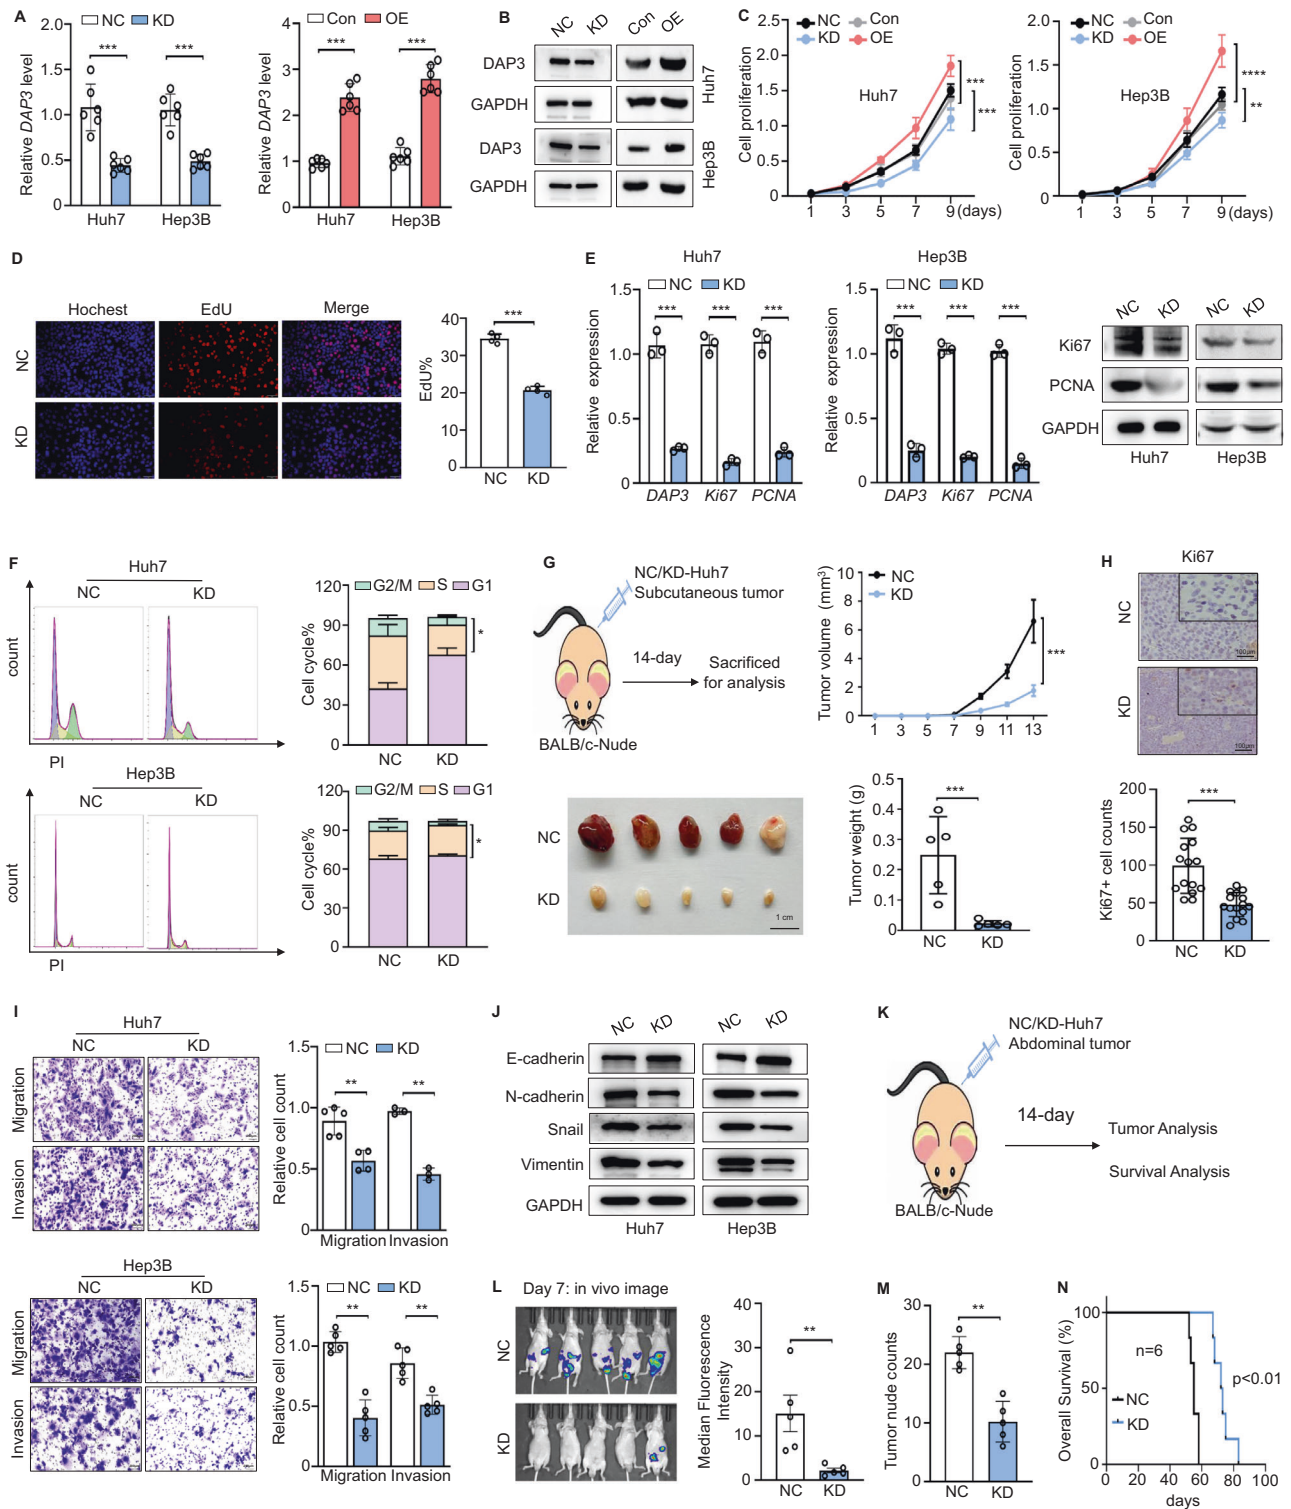 A
NC KD
Relative DAP3 level
2.0
1.5
1.0
0.5
0
***
***
Huh7
Hep3B
Con OE
Relative DAP3 level
4
3
2
1
0
***
***
Huh7
Hep3B
B
NC KD Con OE
DAP3
GAPDH
Huh7
DAP3
GAPDH
Hep3B
C
NC Con
KD OE
Cell proliferation
2.5
2.0
1.5
1.0
0.5
0
Huh7
***
***
1 3 5 7 9 (days)
NC Con
KD OE
Cell proliferation
2.0
1.5
1.0
0.5
0
Hep3B
****
**
1 3 5 7 9 (days)
D
Hochest EdU Merge
NC
KD
EdU%
40
30
20
10
0
***
NC KD
E
Huh7
NC KD
Relative expression
1.5
1.0
0.5
0
*** *** ***
DAP3 Ki67 PCNA
Hep3B
NC KD
Relative expression
1.5
1.0
0.5
0
*** *** ***
DAP3 Ki67 PCNA
NC KD NC KD
Ki67
PCNA
GAPDH
Huh7 Hep3B
F
Huh7
NC KD
count
PI
G2/M S G1
Cell cycle%
120
90
60
30
0
*
NC KD
Hep3B
NC KD
count
PI
G2/M S G1
Cell cycle%
120
90
60
30
0
*
NC KD
G
NC/KD-Huh7
Subcutaneous tumor
14-day
Sacrificed
for analysis
BALB/c-Nude
Tumor volume (mm³)
10
8
6
4
2
0
NC
KD
***
1 3 5 7 9 11 13
NC
KD
1 cm
Tumor weight (g)
0.5
0.4
0.3
0.2
0.1
0
***
NC KD
H
Ki67
NC
100μm
KD
100μm
Ki67+ cell counts
200
150
100
50
0
***
NC KD
I
Huh7
NC KD
Migration
Invasion
NC KD
Relative cell count
1.5
1.0
0.5
0
** **
Migration Invasion
Hep3B
NC KD
Migration
Invasion
NC KD
Relative cell count
1.5
1.0
0.5
0
** **
Migration Invasion
J
NC KD NC KD
E-cadherin
N-cadherin
Snail
Vimentin
GAPDH
Huh7 Hep3B
K
NC/KD-Huh7
Abdominal tumor
14-day
Tumor Analysis
Survival Analysis
BALB/c-Nude
L
Day 7: in vivo image
NC
KD
Median Fluorescence
Intensity
40
30
20
10
0
**
NC KD
M
Tumor node counts
30
20
10
0
**
NC KD
N
Overall Survival (%)
100
50
0
n=6
p<0.01
NC
KD
0 20 40 60 80 100
days